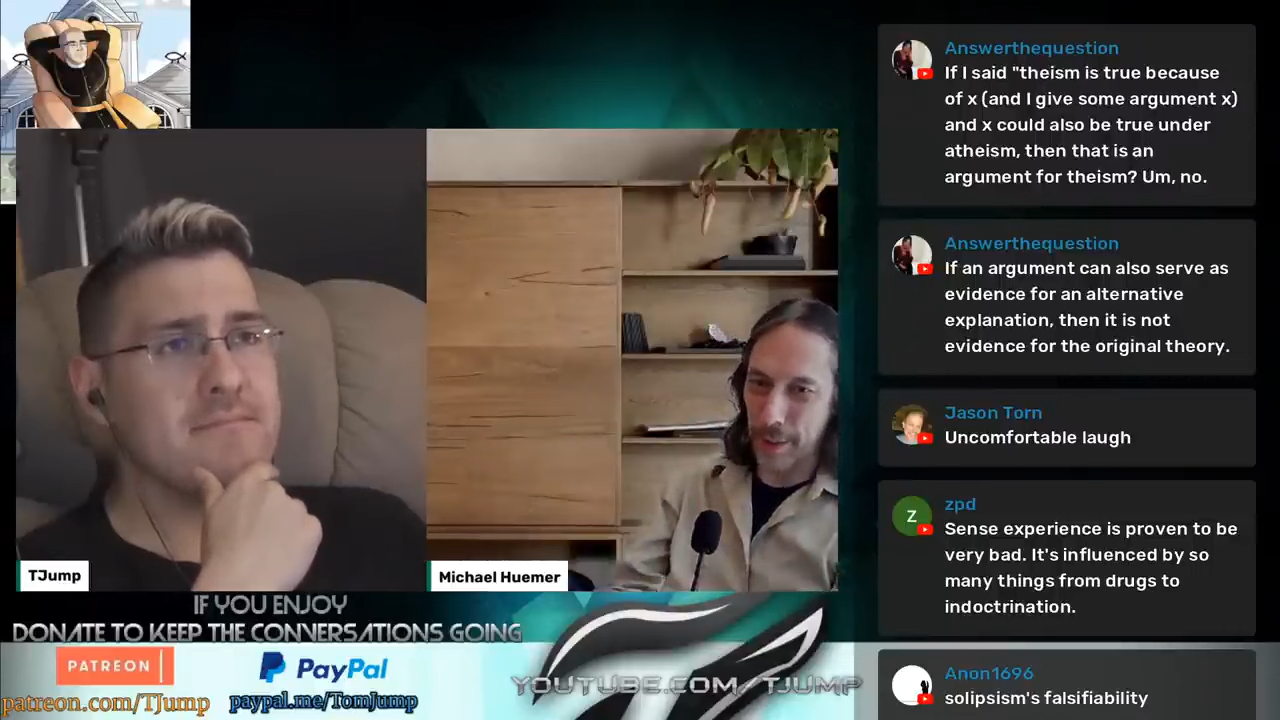 TJump
Michael Huemer
IF YOU ENJOY
DONATE TO KEEP THE CONVERSATIONS GOING
PATREON
PayPal
patreon.com/TJump
paypal.me/TomJump
YOUTUBE.COM/TJUMP
Answerthequestion
If I said "theism is true because
of x (and I give some argument x)
and x could also be true under
atheism, then that is an
argument for theism? Um, no.
Answerthequestion
If an argument can also serve as
evidence for an alternative
explanation, then it is not
evidence for the original theory.
Jason Torn
Uncomfortable laugh
Z
zpd
Sense experience is proven to be
very bad. It's influenced by so
many things from drugs to
indoctrination.
Anon1696
solipsism's falsifiability